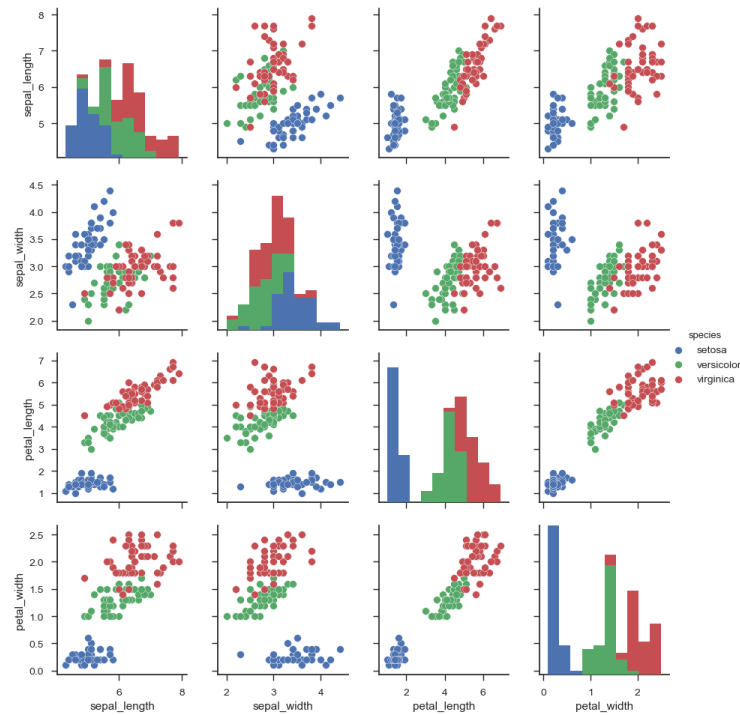 8
7
6
5
sepal_length
4.5
4.0
3.5
3.0
2.5
2.0
sepal_width
species
setosa
versicolor
virginica
7
6
5
4
3
2
1
petal_length
2.5
2.0
1.5
1.0
0.5
0.0
petal_width
6 8
2 3 4
2 4 6
0 1 2
sepal_length sepal_width petal_length petal_width